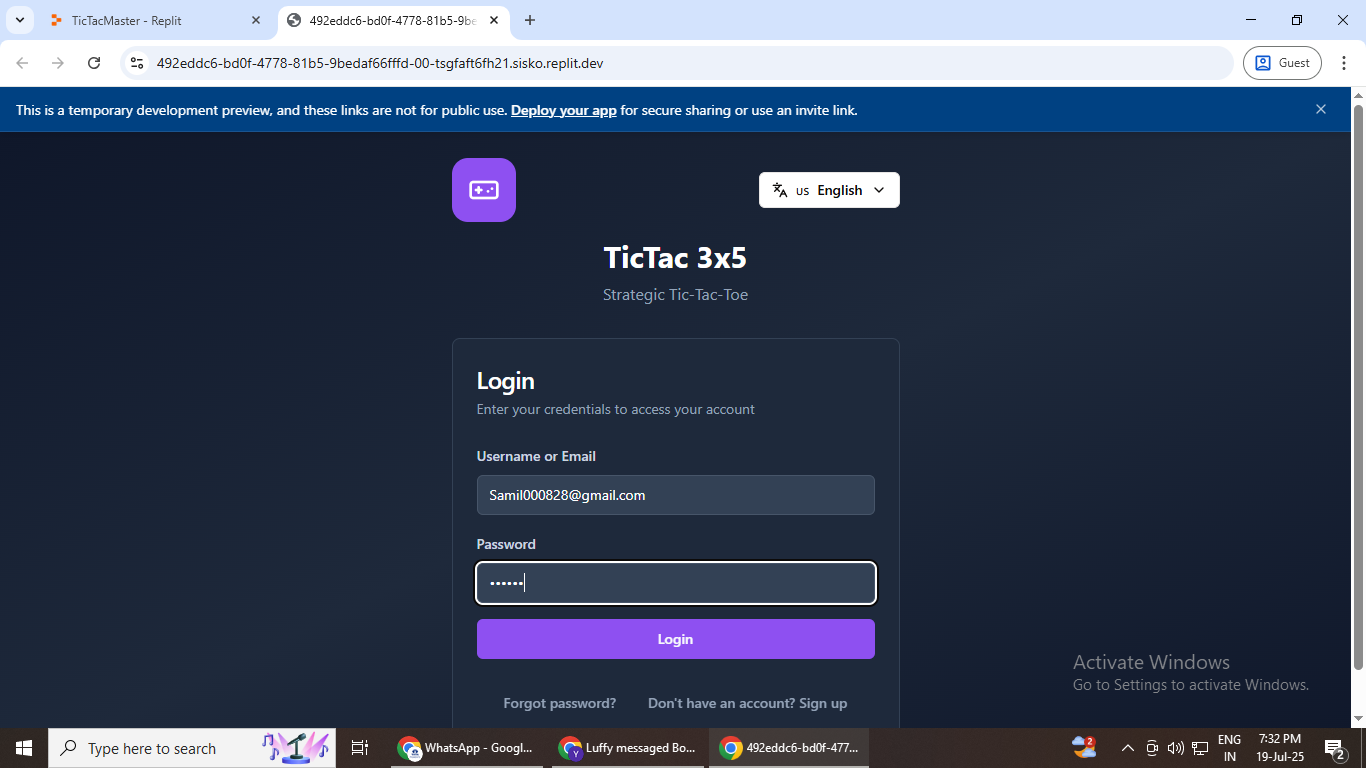 TicTacMaster - Replit
492eddc6-bd0f-4778-81b5-9be
492eddc6-bd0f-4778-81b5-9bedaf66fffd-00-tsgfaft6fh21.sisko.replit.dev
Guest
This is a temporary development preview, and these links are not for public use. Deploy your app for secure sharing or use an invite link.
US English
TicTac 3x5
Strategic Tic-Tac-Toe
Login
Enter your credentials to access your account
Username or Email
Samil000828@gmail.com
Password
••••••
Login
Forgot password? Don't have an account? Sign up
Activate Windows
Go to Settings to activate Windows.
Type here to search
WhatsApp - Googl...
Luffy messaged Bo...
492eddc6-bd0f-477...
2
ENG
IN
7:32 PM
19-Jul-25
2